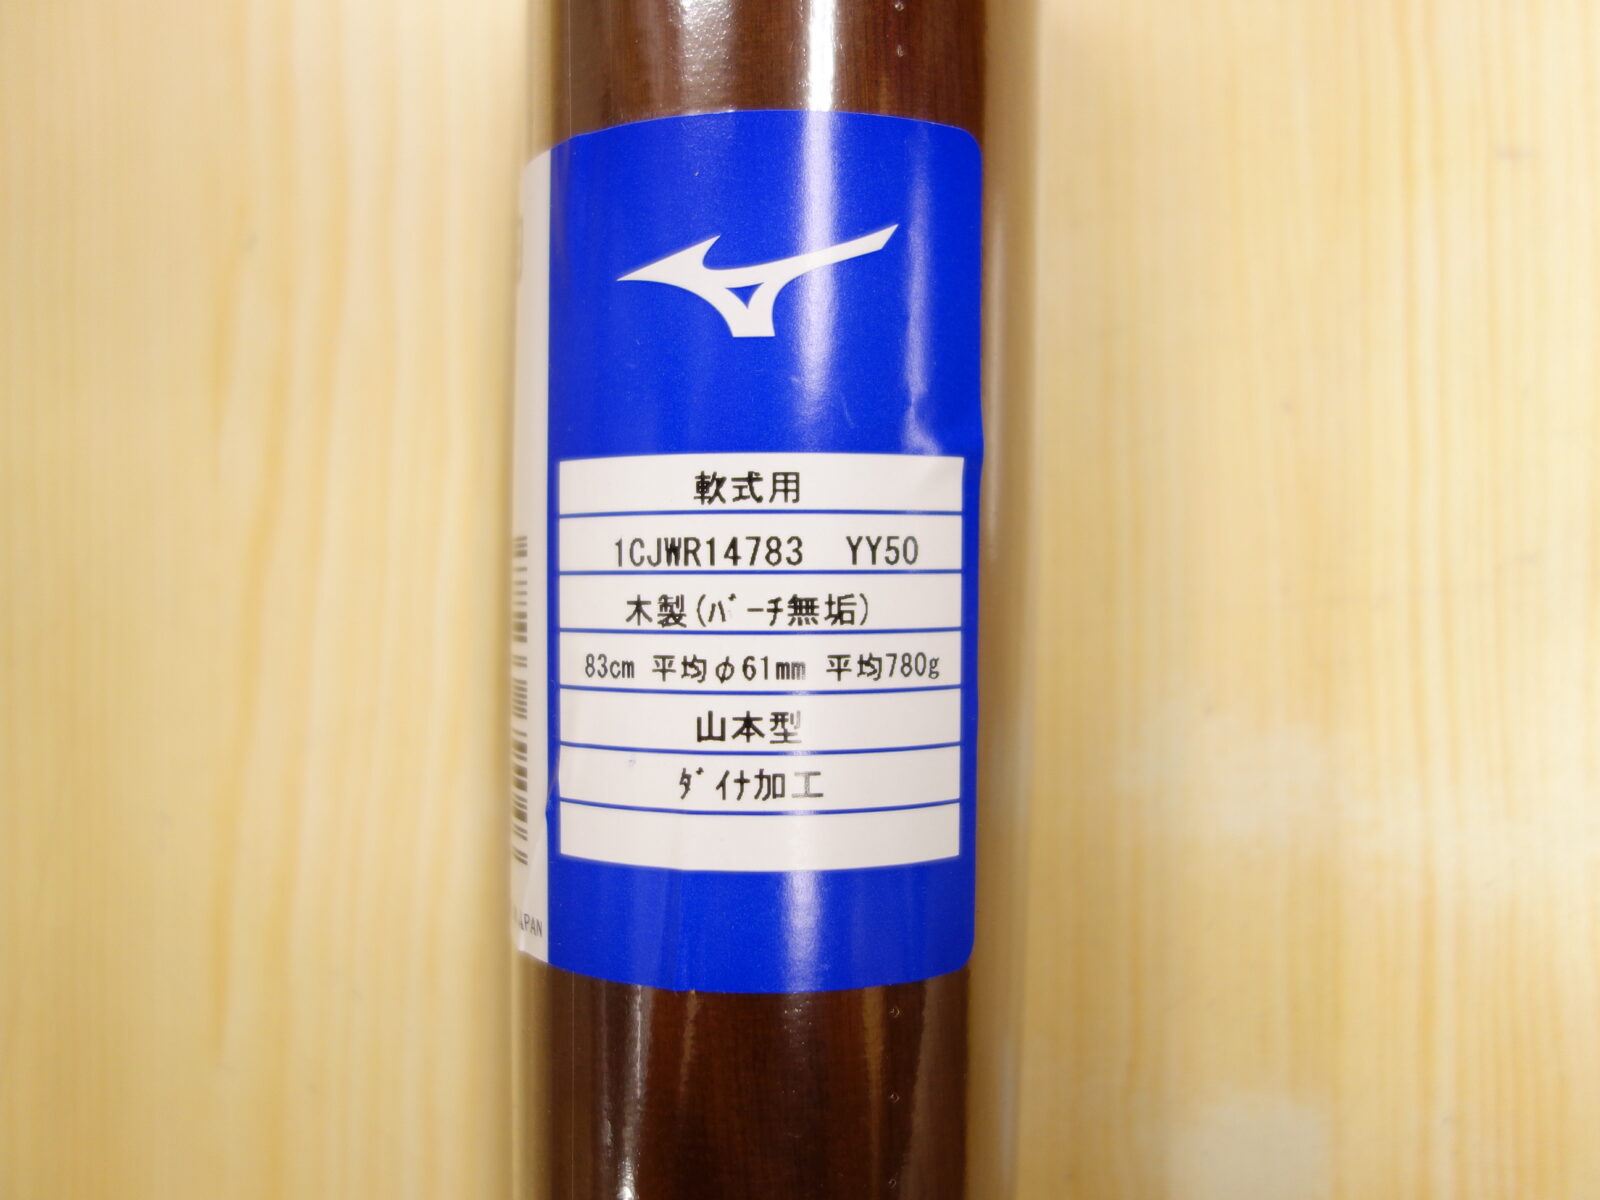 軟式用
1CJWR14783 YY50
木製(ﾊﾞｰﾁ無垢)
83cm 平均φ61mm 平均780g
山本型
ﾀﾞｲﾅ加工